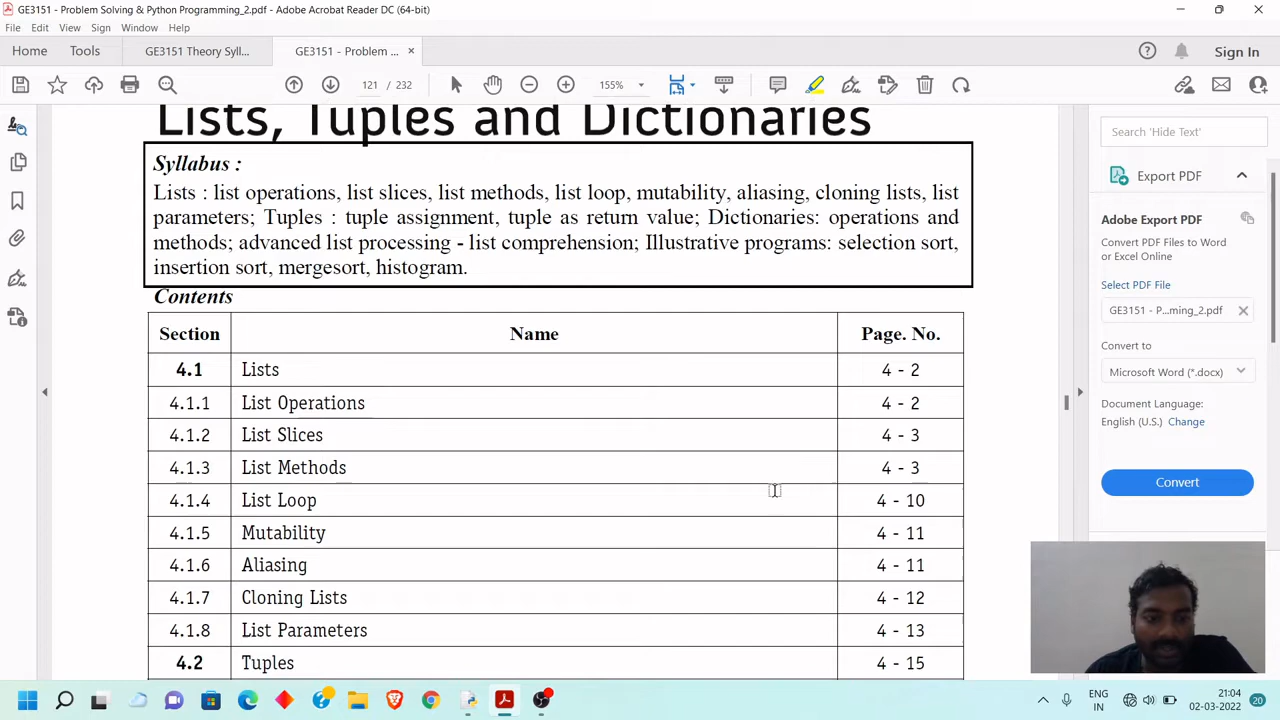 GE3151 - Problem Solving & Python Programming_2.pdf - Adobe Acrobat Reader DC (64-bit)
File Edit View Sign Window Help
Home Tools GE3151 Theory Syll... GE3151 - Problem ... × Sign In
121 / 232 155%
Lists, Tuples and Dictionaries
Syllabus :
Lists : list operations, list slices, list methods, list loop, mutability, aliasing, cloning lists, list
parameters; Tuples : tuple assignment, tuple as return value; Dictionaries: operations and
methods; advanced list processing - list comprehension; Illustrative programs: selection sort,
insertion sort, mergesort, histogram.
Contents
Section Name Page. No.
4.1 Lists 4 - 2
4.1.1 List Operations 4 - 2
4.1.2 List Slices 4 - 3
4.1.3 List Methods 4 - 3
4.1.4 List Loop 4 - 10
4.1.5 Mutability 4 - 11
4.1.6 Aliasing 4 - 11
4.1.7 Cloning Lists 4 - 12
4.1.8 List Parameters 4 - 13
4.2 Tuples 4 - 15
Search 'Hide Text'
Export PDF
Adobe Export PDF
Convert PDF Files to Word
or Excel Online
Select PDF File
GE3151 - P...ming_2.pdf
Convert to
Microsoft Word (*.docx)
Document Language:
English (U.S.) Change
Convert
ENG
IN
21:04
02-03-2022
20